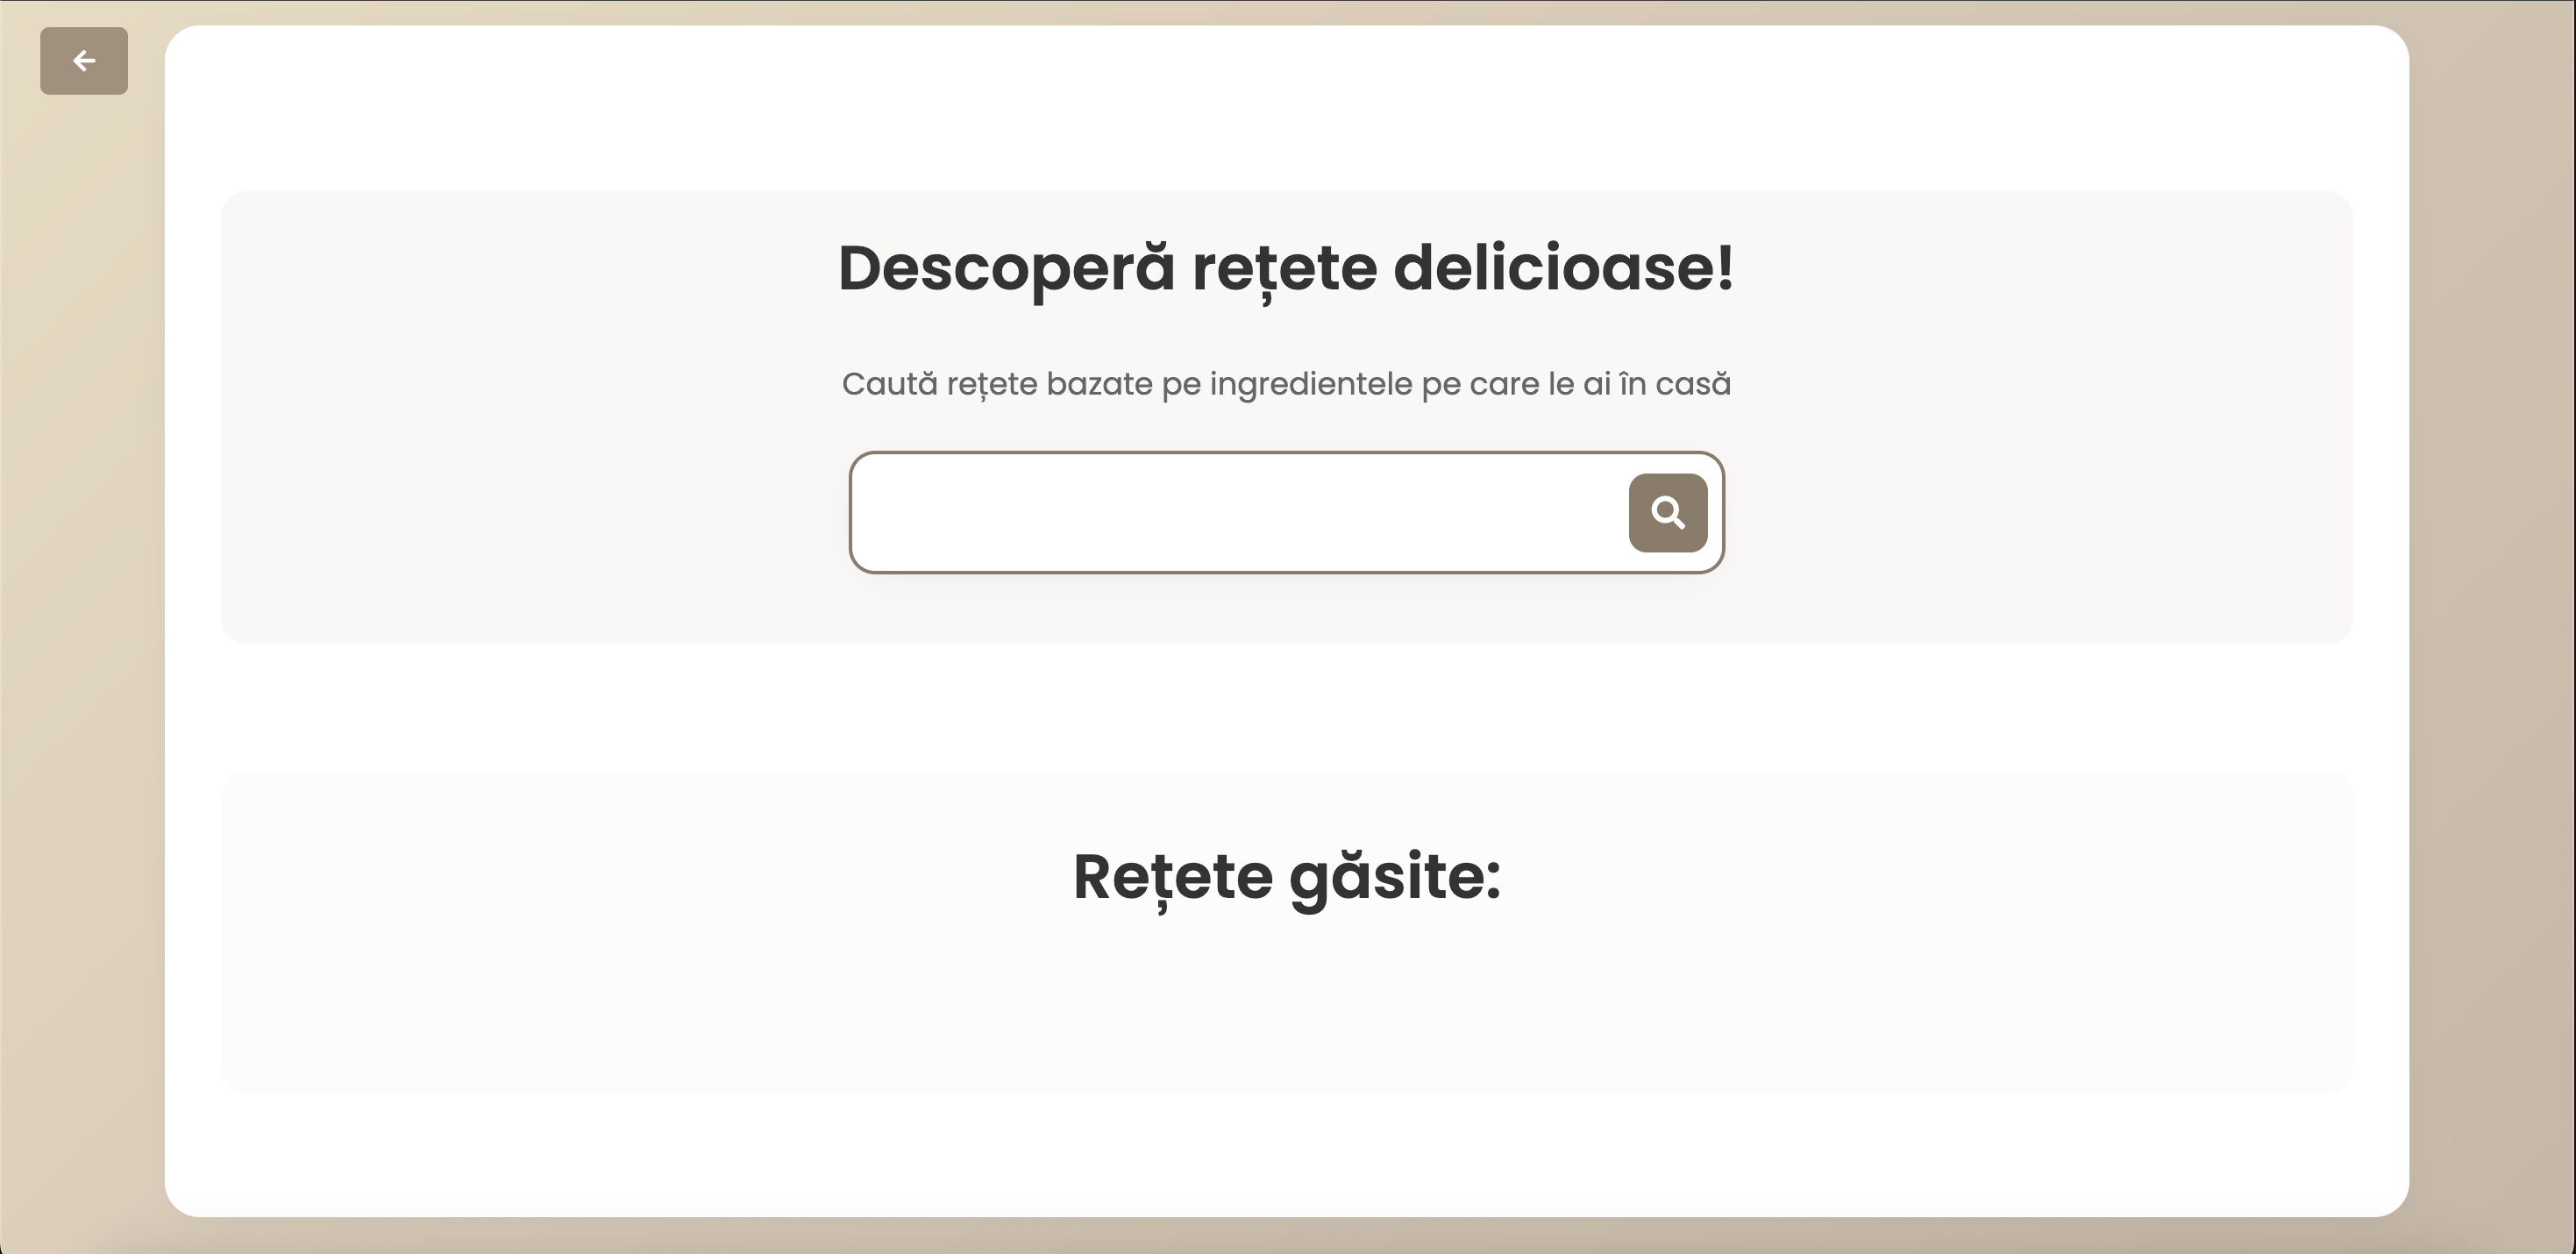 Descoperă rețete delicioase!
Caută rețete bazate pe ingredientele pe care le ai în casă
Rețete găsite: